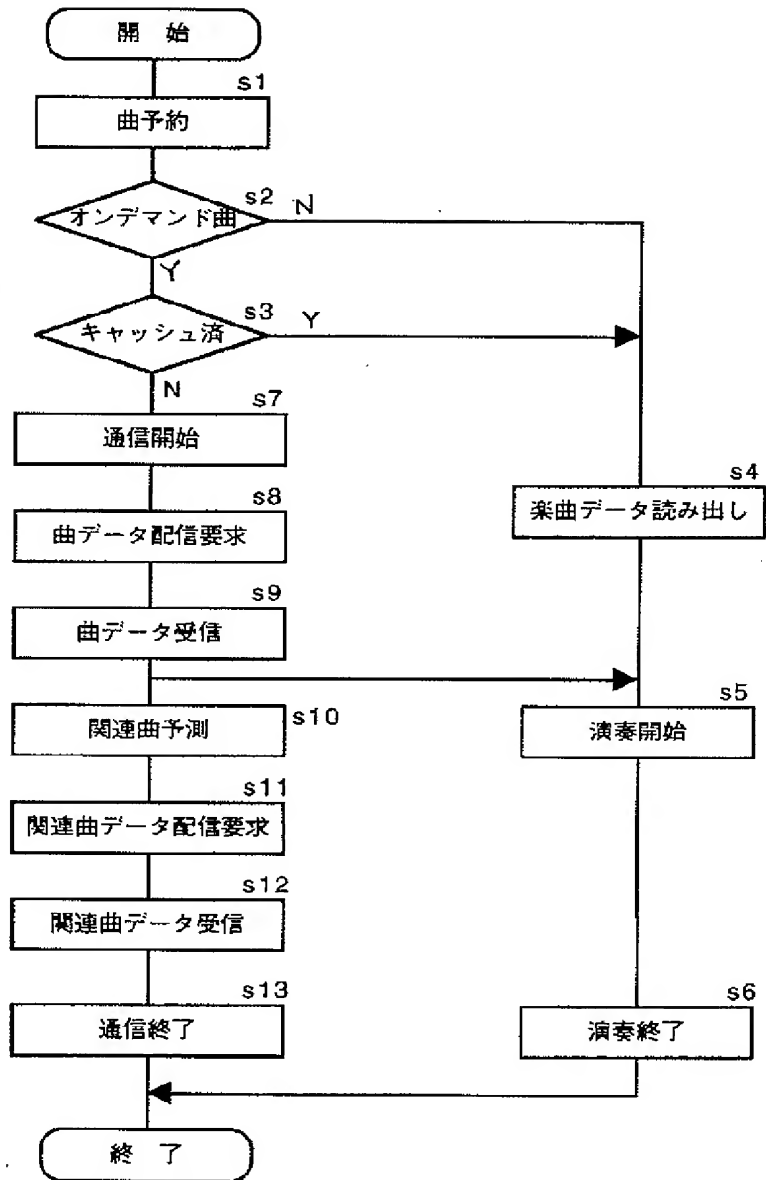 開 始
s1
曲予約
s2
オンデマンド曲
N
Y
s3
キャッシュ済
Y
N
s7
通信開始
s4
楽曲データ読み出し
s8
曲データ配信要求
s9
曲データ受信
s5
演奏開始
関連曲予測
s10
s11
関連曲データ配信要求
s12
関連曲データ受信
s13
通信終了
s6
演奏終了
終 了